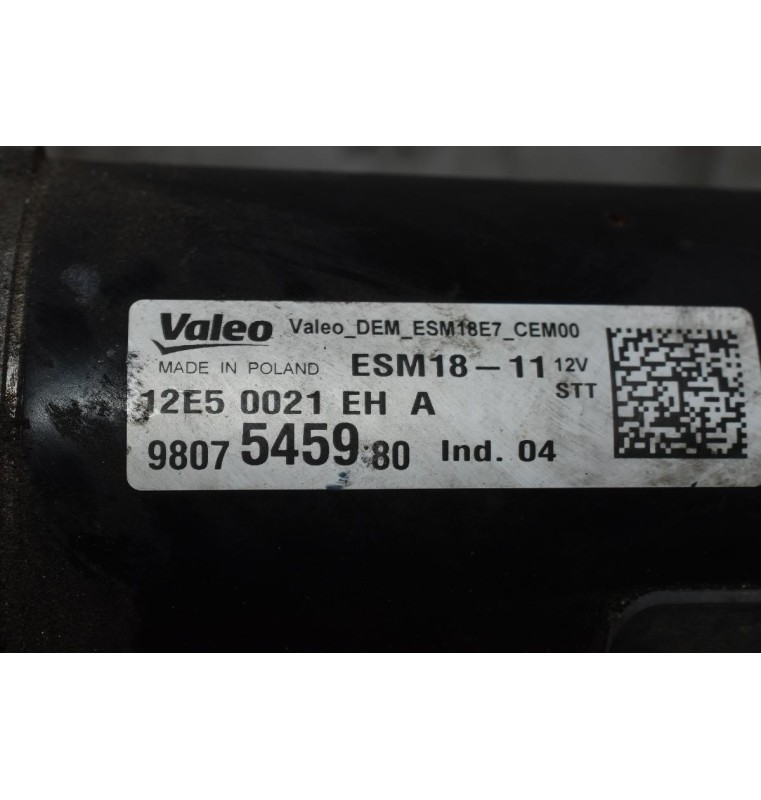 Valeo Valeo_DEM_ESM18E7_CEM00
MADE IN POLAND ESM18-11 12V
STT
12E5 0021 EH A
9807 5459 80 Ind. 04